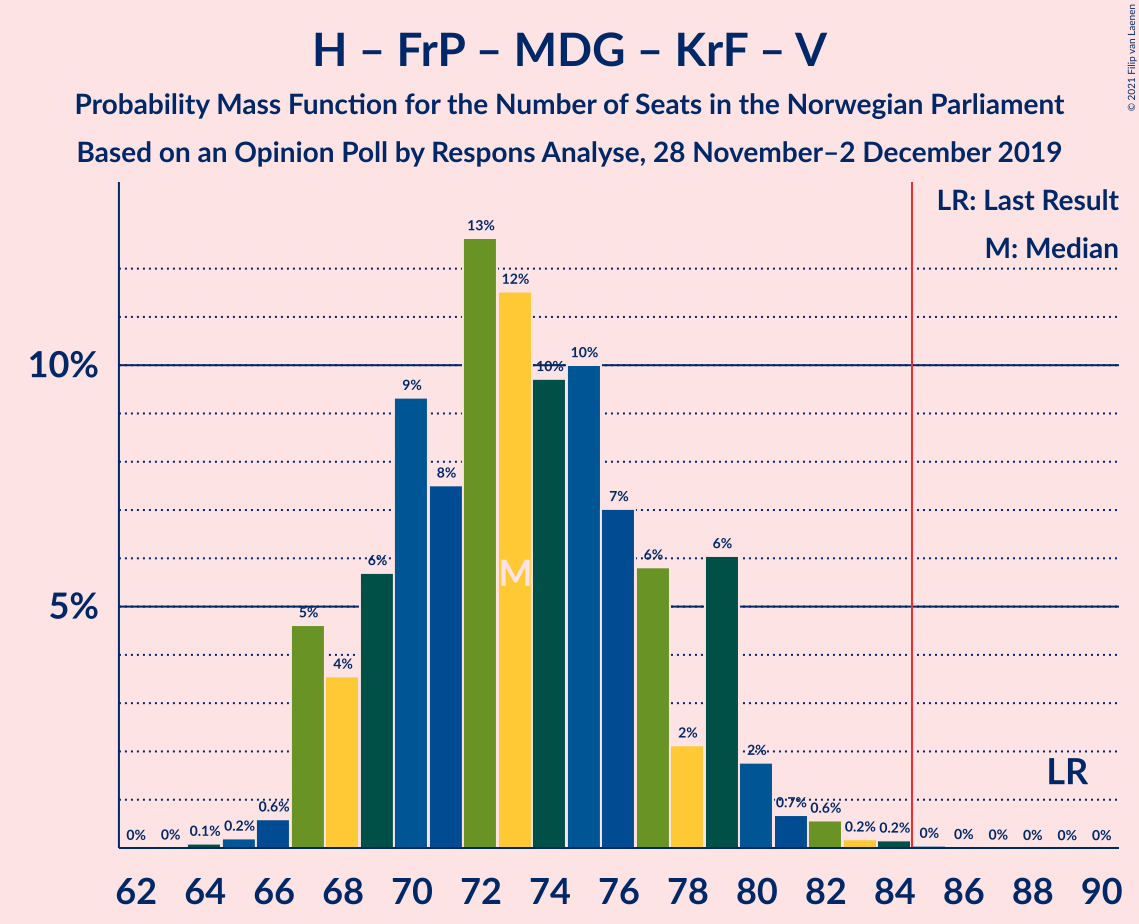 H – FrP – MDG – KrF – V
Probability Mass Function for the Number of Seats in the Norwegian Parliament
Based on an Opinion Poll by Respons Analyse, 28 November–2 December 2019
© 2021 Filip van Laenen
LR: Last Result
M: Median
10%
5%
0% 0% 0.1% 0.2% 0.6% 5% 4% 6% 9% 8% 13% 12% 10% 10% 7% 6% 2% 6% 2% 0.7% 0.6% 0.2% 0.2% 0% 0% 0% 0% 0% 0%
M
LR
62 64 66 68 70 72 74 76 78 80 82 84 86 88 90